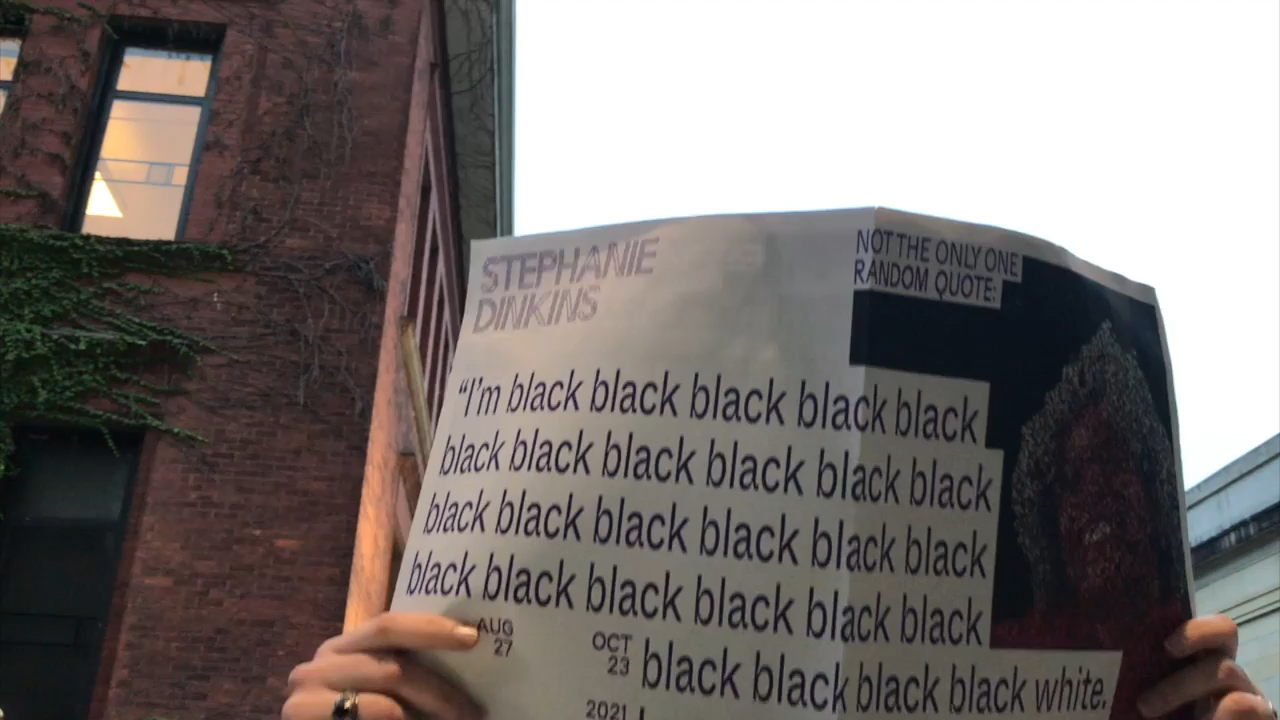 STEPHANIE
DINKINS
NOT THE ONLY ONE
RANDOM QUOTE:
“I’m black black black black black
black black black black black black
black black black black black black
black black black black black black
AUG
27
OCT
23
2021
black black black black white.